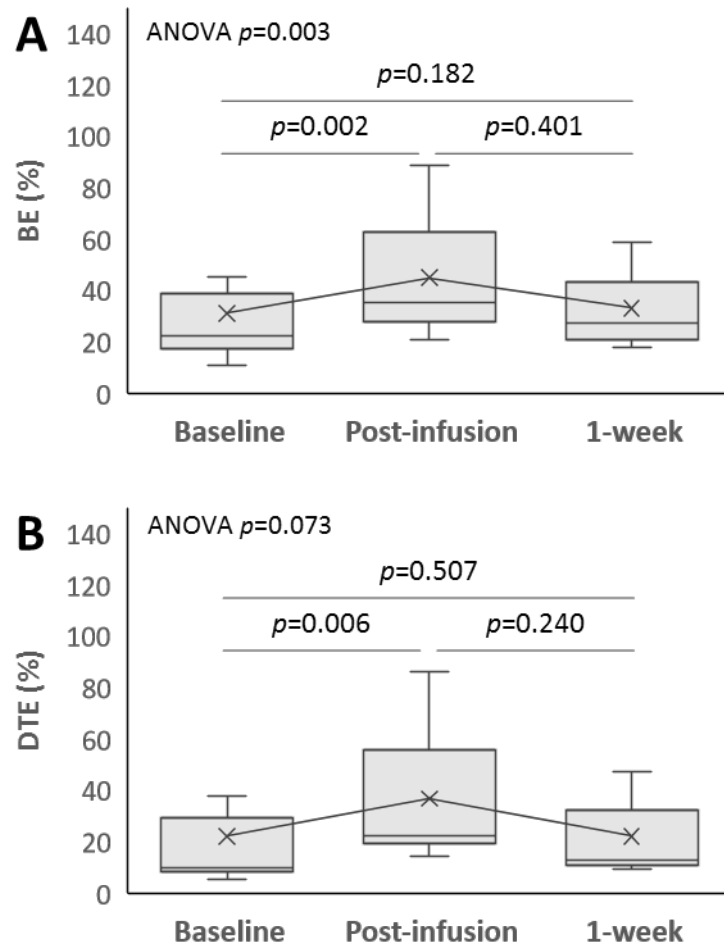 A
ANOVA p=0.003
p=0.182
p=0.002
p=0.401
BE (%)
140
120
100
80
60
40
20
0
Baseline
Post-infusion
1-week
B
ANOVA p=0.073
p=0.507
p=0.006
p=0.240
DTE (%)
140
120
100
80
60
40
20
0
Baseline
Post-infusion
1-week